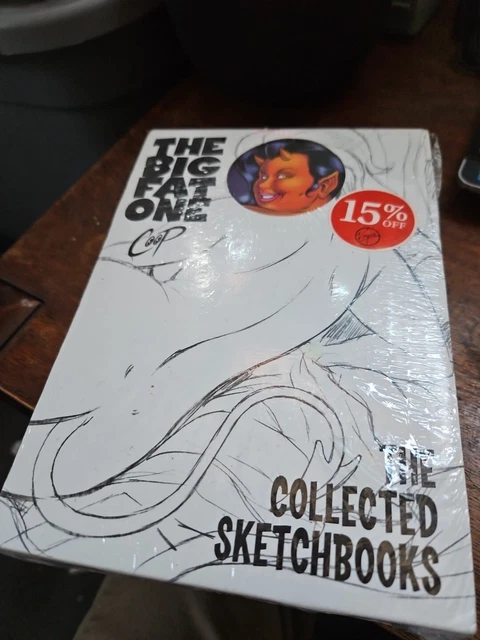 THE
BIG
FAT
ONE
COOP
15%
OFF
THE
COLLECTED
SKETCHBOOKS